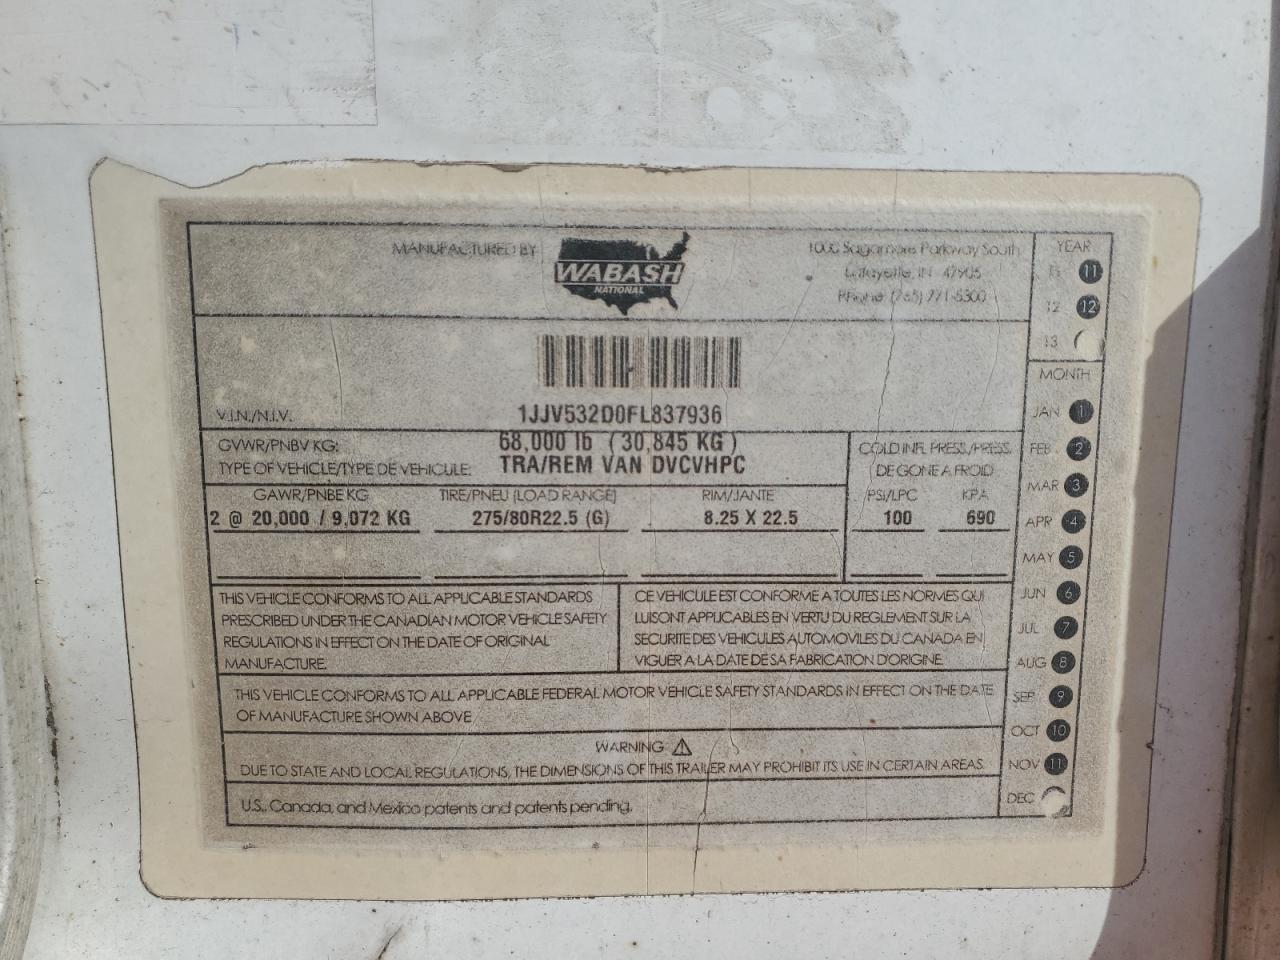 MANUFACTURED BY
WABASH
NATIONAL
1000 Sagamore Parkway South
Lafayette, IN 47905
Phone (765) 771-5300
V.I.N./N.I.V.
1JJV532D0FL837936
GVWR/PNBV KG: 68,000 lb (30,845 KG)
TYPE OF VEHICLE/TYPE DE VEHICULE: TRA/REM VAN DVCVHPC
COLD INFL. PRESS./PRESS.
DE GONE A FROID
GAWR/PNBE KG TIRE/PNEU (LOAD RANGE) RIM/JANTE PSI/LPC KPA
2 @ 20,000 / 9,072 KG 275/80R22.5 (G) 8.25 X 22.5 100 690
THIS VEHICLE CONFORMS TO ALL APPLICABLE STANDARDS
PRESCRIBED UNDER THE CANADIAN MOTOR VEHICLE SAFETY
REGULATIONS IN EFFECT ON THE DATE OF ORIGINAL
MANUFACTURE.
CE VEHICULE EST CONFORME A TOUTES LES NORMES QUI
LUI SONT APPLICABLES EN VERTU DU REGLEMENT SUR LA
SECURITE DES VEHICULES AUTOMOVILES DU CANADA EN
VIGUER A LA DATE DE SA FABRICATION D'ORIGINE.
THIS VEHICLE CONFORMS TO ALL APPLICABLE FEDERAL MOTOR VEHICLE SAFETY STANDARDS IN EFFECT ON THE DATE
OF MANUFACTURE SHOWN ABOVE
WARNING
DUE TO STATE AND LOCAL REGULATIONS, THE DIMENSIONS OF THIS TRAILER MAY PROHIBIT ITS USE IN CERTAIN AREAS.
U.S., Canada, and Mexico patents and patents pending.
YEAR
11
12 12
13
MONTH
JAN 1
FEB 2
MAR 3
APR 4
MAY 5
JUN 6
JUL 7
AUG 8
SEP 9
OCT 10
NOV 11
DEC